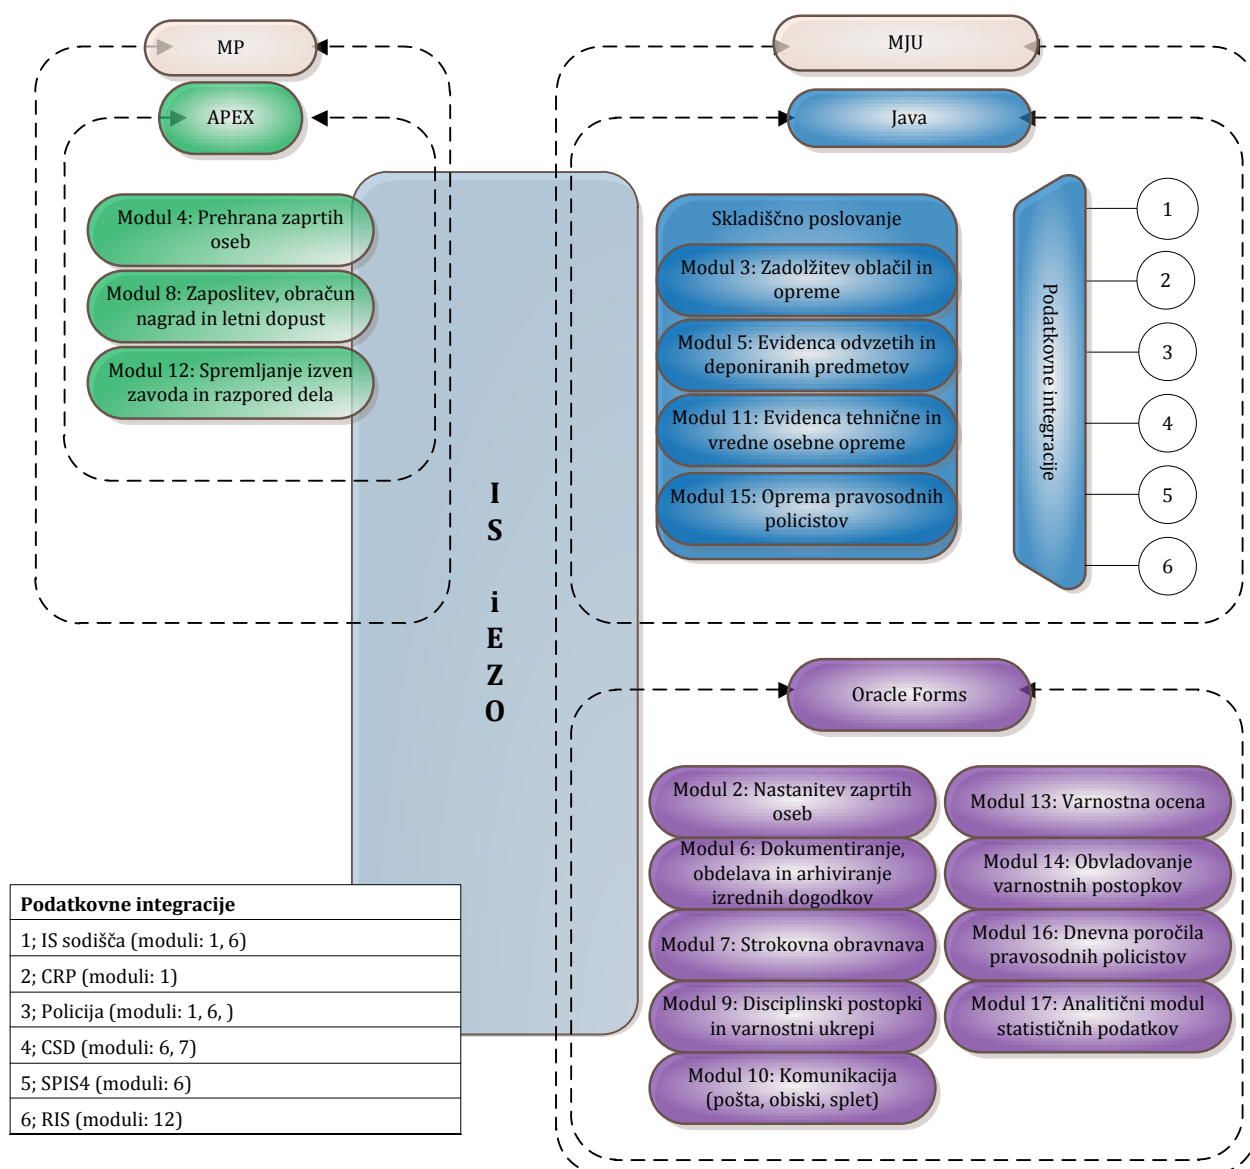 MP
APEX
Modul 4: Prehrana zaprtih
oseb
Modul 8: Zaposlitev, obračun
nagrad in letni dopust
Modul 12: Spremljanje izven
zavoda in razpored dela
I
S
i
E
Z
O
MJU
Java
Skladiščno poslovanje
Modul 3: Zadolžitev oblačil in
opreme
Modul 5: Evidenca odvzetih in
deponiranih predmetov
Modul 11: Evidenca tehnične in
vredne osebne opreme
Modul 15: Oprema pravosodnih
policistov
Podatkovne integracije
1
2
3
4
5
6
Oracle Forms
Modul 2: Nastanitev zaprtih
oseb
Modul 6: Dokumentiranje,
obdelava in arhiviranje
izrednih dogodkov
Modul 7: Strokovna obravnava
Modul 9: Disciplinski postopki
in varnostni ukrepi
Modul 10: Komunikacija
(pošta, obiski, splet)
Modul 13: Varnostna ocena
Modul 14: Obvladovanje
varnostnih postopkov
Modul 16: Dnevna poročila
pravosodnih policistov
Modul 17: Analitični modul
statističnih podatkov
Podatkovne integracije
1; IS sodišča (moduli: 1, 6)
2; CRP (moduli: 1)
3; Policija (moduli: 1, 6, )
4; CSD (moduli: 6, 7)
5; SPIS4 (moduli: 6)
6; RIS (moduli: 12)